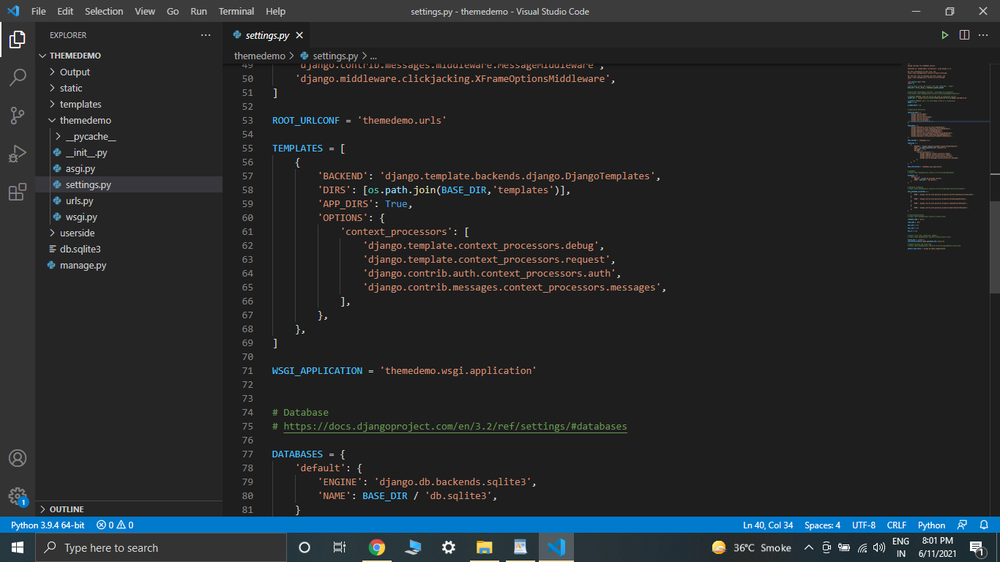 File Edit Selection View Go Run Terminal Help
settings.py - themedemo - Visual Studio Code
EXPLORER
THEMEDEMO
Output
static
templates
themedemo
__pycache__
__init__.py
asgi.py
settings.py
urls.py
wsgi.py
userside
db.sqlite3
manage.py
OUTLINE
settings.py
themedemo > settings.py > ...
49 'django.contrib.messages.middleware.MessageMiddleware',
50 'django.middleware.clickjacking.XFrameOptionsMiddleware',
51 ]
52
53 ROOT_URLCONF = 'themedemo.urls'
54
55 TEMPLATES = [
56 {
57 'BACKEND': 'django.template.backends.django.DjangoTemplates',
58 'DIRS': [os.path.join(BASE_DIR,'templates')],
59 'APP_DIRS': True,
60 'OPTIONS': {
61 'context_processors': [
62 'django.template.context_processors.debug',
63 'django.template.context_processors.request',
64 'django.contrib.auth.context_processors.auth',
65 'django.contrib.messages.context_processors.messages',
66 ],
67 },
68 },
69 ]
70
71 WSGI_APPLICATION = 'themedemo.wsgi.application'
72
73
74 # Database
75 # https://docs.djangoproject.com/en/3.2/ref/settings/#databases
76
77 DATABASES = {
78 'default': {
79 'ENGINE': 'django.db.backends.sqlite3',
80 'NAME': BASE_DIR / 'db.sqlite3',
81 }
1
Python 3.9.4 64-bit 0 0 Ln 40, Col 34 Spaces: 4 UTF-8 CRLF Python
Type here to search
36°C Smoke
ENG
IN
8:01 PM
6/11/2021
1